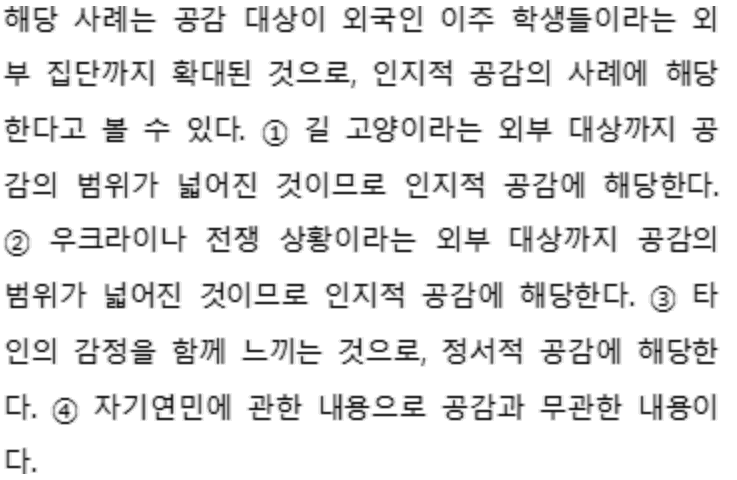 해당 사례는 공감 대상이 외국인 이주 학생들이라는 외
부 집단까지 확대된 것으로, 인지적 공감의 사례에 해당
한다고 볼 수 있다. ① 길 고양이라는 외부 대상까지 공
감의 범위가 넓어진 것이므로 인지적 공감에 해당한다.
② 우크라이나 전쟁 상황이라는 외부 대상까지 공감의
범위가 넓어진 것이므로 인지적 공감에 해당한다. ③ 타
인의 감정을 함께 느끼는 것으로, 정서적 공감에 해당한
다. ④ 자기연민에 관한 내용으로 공감과 무관한 내용이
다.